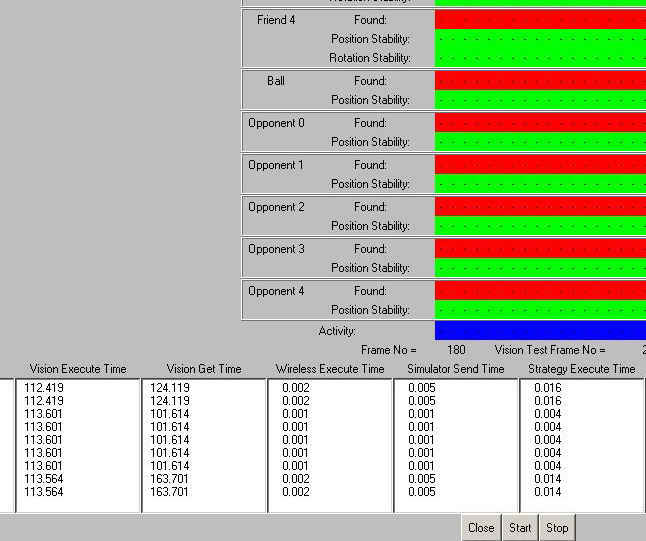 Friend 4 Found:
Position Stability:
Rotation Stability:
Ball Found:
Position Stability:
Opponent 0 Found:
Position Stability:
Opponent 1 Found:
Position Stability:
Opponent 2 Found:
Position Stability:
Opponent 3 Found:
Position Stability:
Opponent 4 Found:
Position Stability:
Activity:
Frame No = 180 Vision Test Frame No =
Vision Execute Time Vision Get Time Wireless Execute Time Simulator Send Time Strategy Execute Time
112.419 124.119 0.002 0.005 0.016
112.419 124.119 0.002 0.005 0.016
113.601 101.614 0.001 0.001 0.004
113.601 101.614 0.001 0.001 0.004
113.601 101.614 0.001 0.001 0.004
113.601 101.614 0.001 0.001 0.004
113.601 101.614 0.001 0.001 0.004
113.564 163.701 0.002 0.005 0.014
113.564 163.701 0.002 0.005 0.014
Close Start Stop